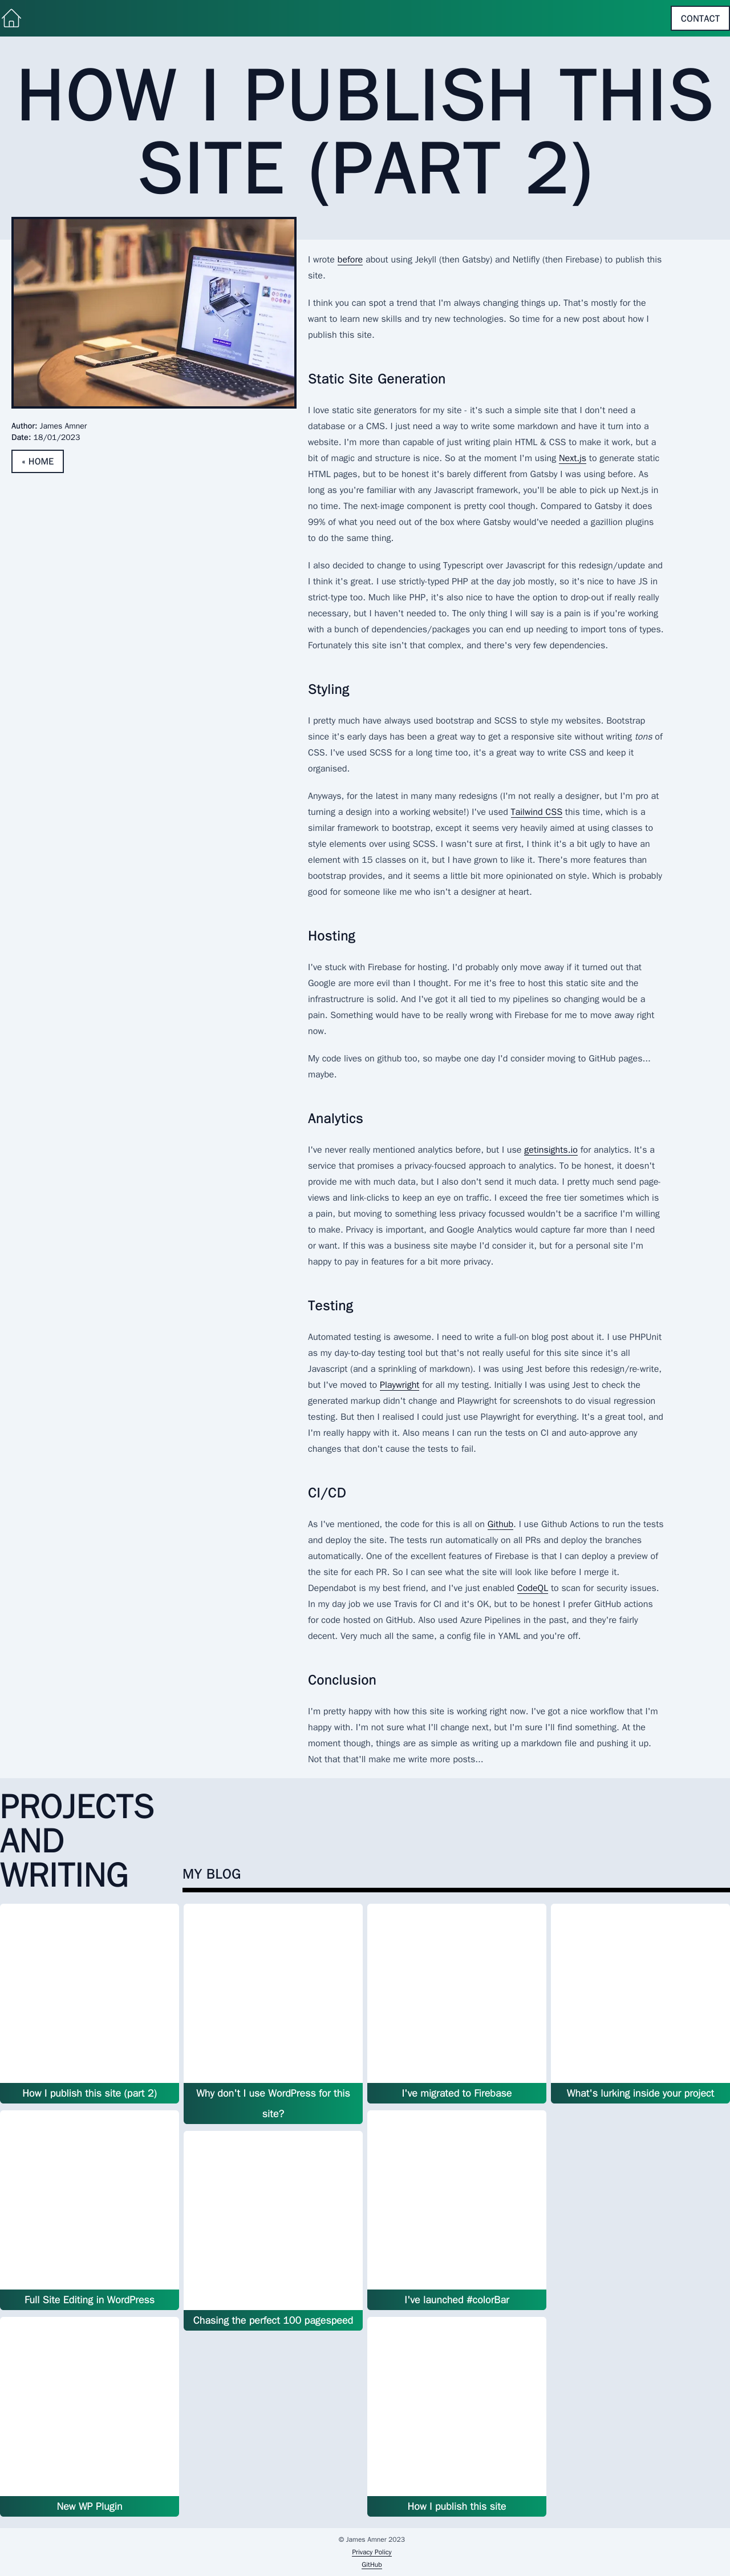 CONTACT
HOW I PUBLISH THIS
SITE (PART 2)
Author: James Amner
Date: 18/01/2023
« HOME
I wrote before about using Jekyll (then Gatsby) and Netlifly (then Firebase) to publish this
site.
I think you can spot a trend that I'm always changing things up. That's mostly for the
want to learn new skills and try new technologies. So time for a new post about how I
publish this site.
Static Site Generation
I love static site generators for my site - it's such a simple site that I don't need a
database or a CMS. I just need a way to write some markdown and have it turn into a
website. I'm more than capable of just writing plain HTML & CSS to make it work, but a
bit of magic and structure is nice. So at the moment I'm using Next.js to generate static
HTML pages, but to be honest it's barely different from Gatsby I was using before. As
long as you're familiar with any Javascript framework, you'll be able to pick up Next.js in
no time. The next-image component is pretty cool though. Compared to Gatsby it does
99% of what you need out of the box where Gatsby would've needed a gazillion plugins
to do the same thing.
I also decided to change to using Typescript over Javascript for this redesign/update and
I think it's great. I use strictly-typed PHP at the day job mostly, so it's nice to have JS in
strict-type too. Much like PHP, it's also nice to have the option to drop-out if really really
necessary, but I haven't needed to. The only thing I will say is a pain is if you're working
with a bunch of dependencies/packages you can end up needing to import tons of types.
Fortunately this site isn't that complex, and there's very few dependencies.
Styling
I pretty much have always used bootstrap and SCSS to style my websites. Bootstrap
since it's early days has been a great way to get a responsive site without writing tons of
CSS. I've used SCSS for a long time too, it's a great way to write CSS and keep it
organised.
Anyways, for the latest in many many redesigns (I'm not really a designer, but I'm pro at
turning a design into a working website!) I've used Tailwind CSS this time, which is a
similar framework to bootstrap, except it seems very heavily aimed at using classes to
style elements over using SCSS. I wasn't sure at first, I think it's a bit ugly to have an
element with 15 classes on it, but I have grown to like it. There's more features than
bootstrap provides, and it seems a little bit more opinionated on style. Which is probably
good for someone like me who isn't a designer at heart.
Hosting
I've stuck with Firebase for hosting. I'd probably only move away if it turned out that
Google are more evil than I thought. For me it's free to host this static site and the
infrastructrure is solid. And I've got it all tied to my pipelines so changing would be a
pain. Something would have to be really wrong with Firebase for me to move away right
now.
My code lives on github too, so maybe one day I'd consider moving to GitHub pages...
maybe.
Analytics
I've never really mentioned analytics before, but I use getinsights.io for analytics. It's a
service that promises a privacy-foucsed approach to analytics. To be honest, it doesn't
provide me with much data, but I also don't send it much data. I pretty much send page-
views and link-clicks to keep an eye on traffic. I exceed the free tier sometimes which is
a pain, but moving to something less privacy focussed wouldn't be a sacrifice I'm willing
to make. Privacy is important, and Google Analytics would capture far more than I need
or want. If this was a business site maybe I'd consider it, but for a personal site I'm
happy to pay in features for a bit more privacy.
Testing
Automated testing is awesome. I need to write a full-on blog post about it. I use PHPUnit
as my day-to-day testing tool but that's not really useful for this site since it's all
Javascript (and a sprinkling of markdown). I was using Jest before this redesign/re-write,
but I've moved to Playwright for all my testing. Initially I was using Jest to check the
generated markup didn't change and Playwright for screenshots to do visual regression
testing. But then I realised I could just use Playwright for everything. It's a great tool, and
I'm really happy with it. Also means I can run the tests on CI and auto-approve any
changes that don't cause the tests to fail.
CI/CD
As I've mentioned, the code for this is all on Github. I use Github Actions to run the tests
and deploy the site. The tests run automatically on all PRs and deploy the branches
automatically. One of the excellent features of Firebase is that I can deploy a preview of
the site for each PR. So I can see what the site will look like before I merge it.
Dependabot is my best friend, and I've just enabled CodeQL to scan for security issues.
In my day job we use Travis for CI and it's OK, but to be honest I prefer GitHub actions
for code hosted on GitHub. Also used Azure Pipelines in the past, and they're fairly
decent. Very much all the same, a config file in YAML and you're off.
Conclusion
I'm pretty happy with how this site is working right now. I've got a nice workflow that I'm
happy with. I'm not sure what I'll change next, but I'm sure I'll find something. At the
moment though, things are as simple as writing up a markdown file and pushing it up.
Not that that'll make me write more posts...
PROJECTS
AND
WRITING
MY BLOG
How I publish this site (part 2)
Why don't I use WordPress for this
site?
I've migrated to Firebase
What's lurking inside your project
Full Site Editing in WordPress
Chasing the perfect 100 pagespeed
I've launched #colorBar
New WP Plugin
How I publish this site
© James Amner 2023
Privacy Policy
GitHub